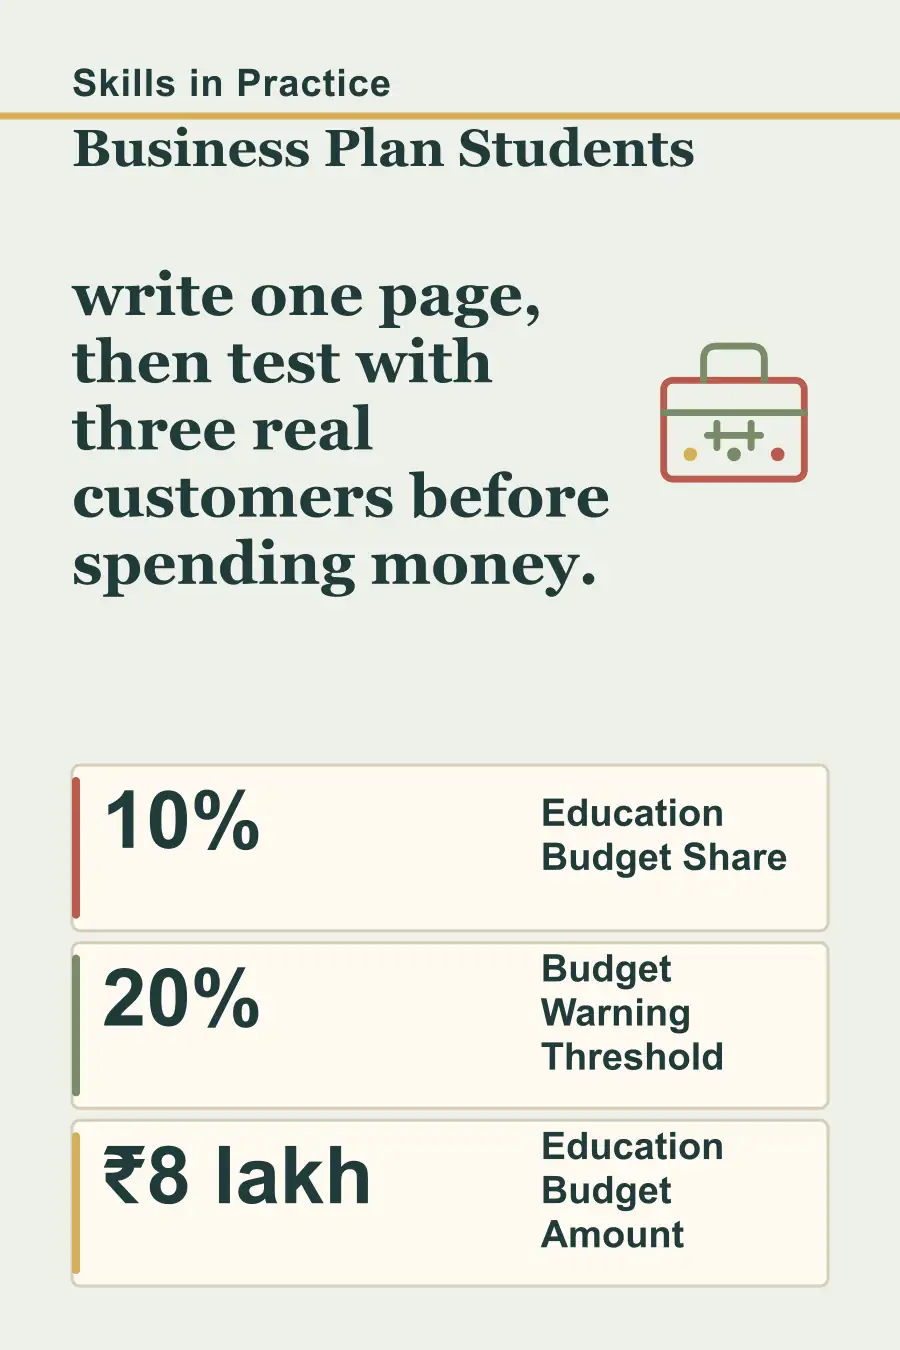 Skills in Practice
Business Plan Students
write one page,
then test with
three real
customers before
spending money.
10%
Education
Budget Share
20%
Budget
Warning
Threshold
₹8 lakh
Education
Budget
Amount